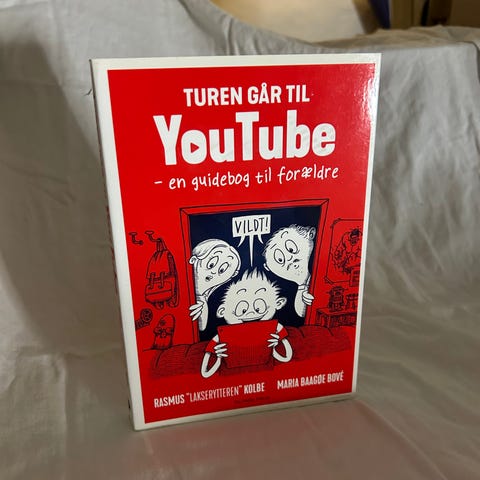 TUREN GÅR TIL
YouTube
– en guidebog til forældre
VILDT!
RASMUS "LAKSERYTTEREN" KOLBE MARIA BAAGØE BOVÉ